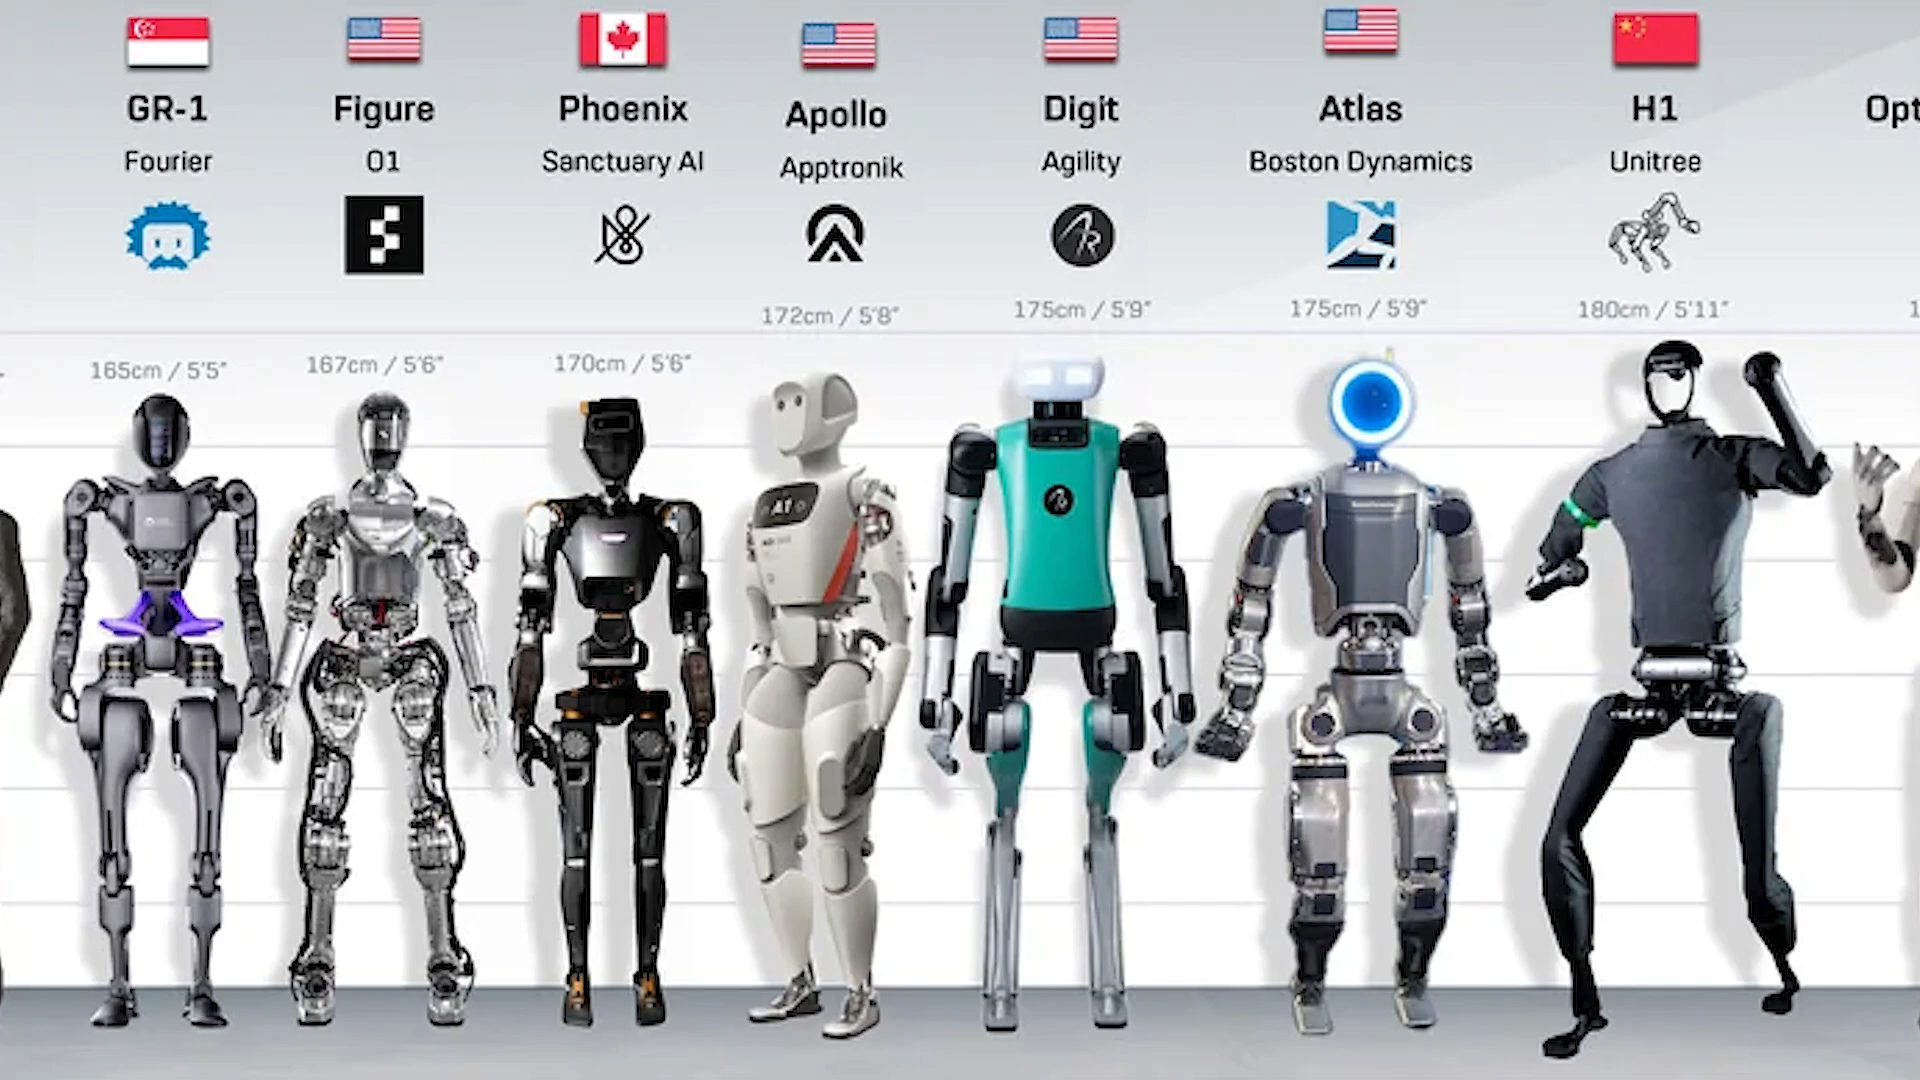 GR-1
Fourier
165cm / 5'5"
Figure
01
167cm / 5'6"
Phoenix
Sanctuary AI
170cm / 5'6"
Apollo
Apptronik
172cm / 5'8"
A1
Digit
Agility
175cm / 5'9"
Atlas
Boston Dynamics
175cm / 5'9"
H1
Unitree
180cm / 5'11"
Opt
1